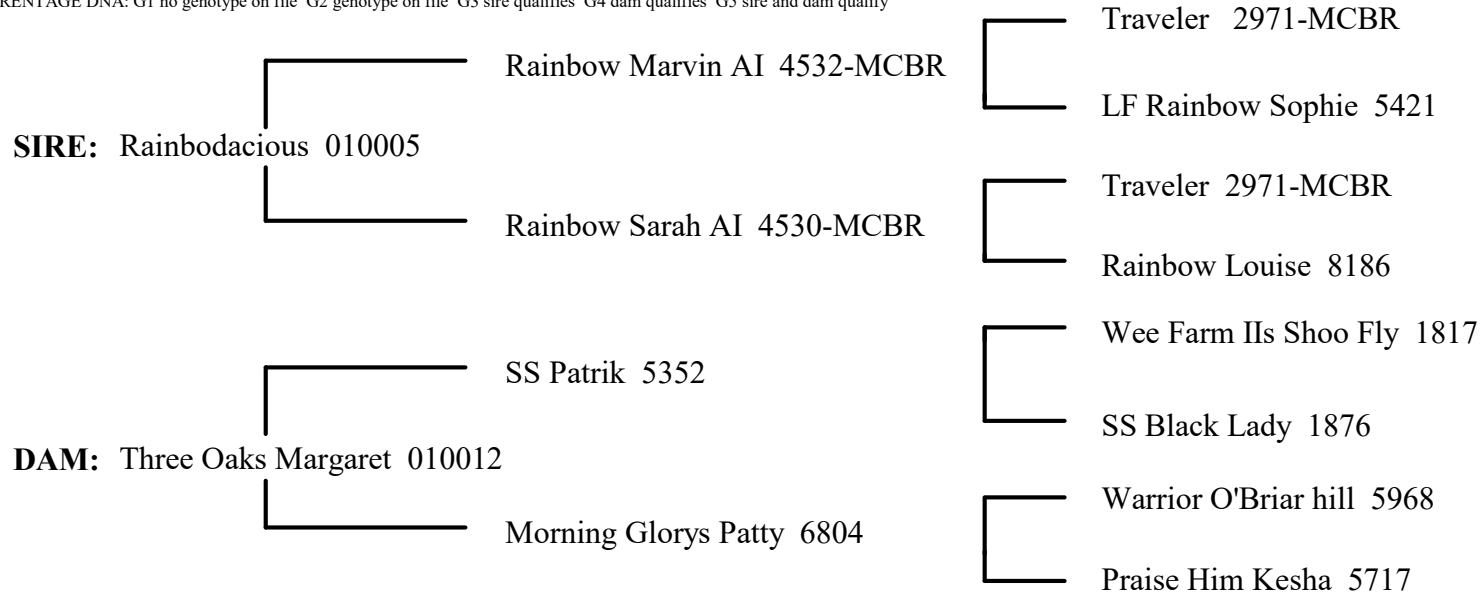 RENTAGE DNA: G1 no genotype on file G2 genotype on file G3 sire qualifies G4 dam qualifies G5 sire and dam qualify
Traveler 2971-MCBR
Rainbow Marvin AI 4532-MCBR
LF Rainbow Sophie 5421
SIRE: Rainbodacious 010005
Traveler 2971-MCBR
Rainbow Sarah AI 4530-MCBR
Rainbow Louise 8186
Wee Farm IIs Shoo Fly 1817
SS Patrik 5352
SS Black Lady 1876
DAM: Three Oaks Margaret 010012
Warrior O'Briar hill 5968
Morning Glorys Patty 6804
Praise Him Kesha 5717